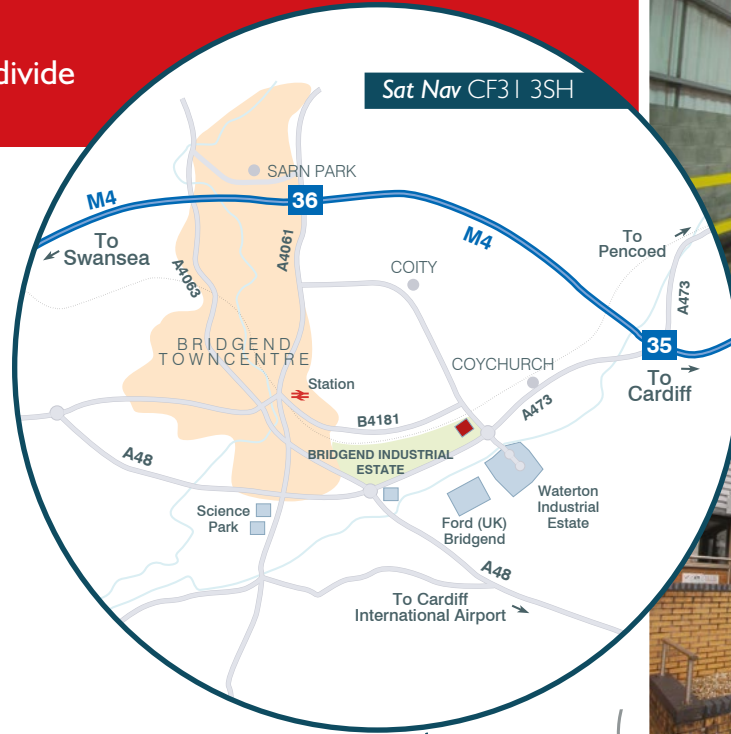 divide
Sat Nav CF31 3SH
SARN PARK
M4
36
To
Swansea
A4063
A4061
M4
COITY
To
Pencoed
A473
35
To
Cardiff
BRIDGEND
TOWNCENTRE
Station
COYCHURCH
A473
B4181
A48
BRIDGEND INDUSTRIAL
ESTATE
Science
Park
Ford (UK)
Bridgend
Waterton
Industrial
Estate
A48
To Cardiff
International Airport